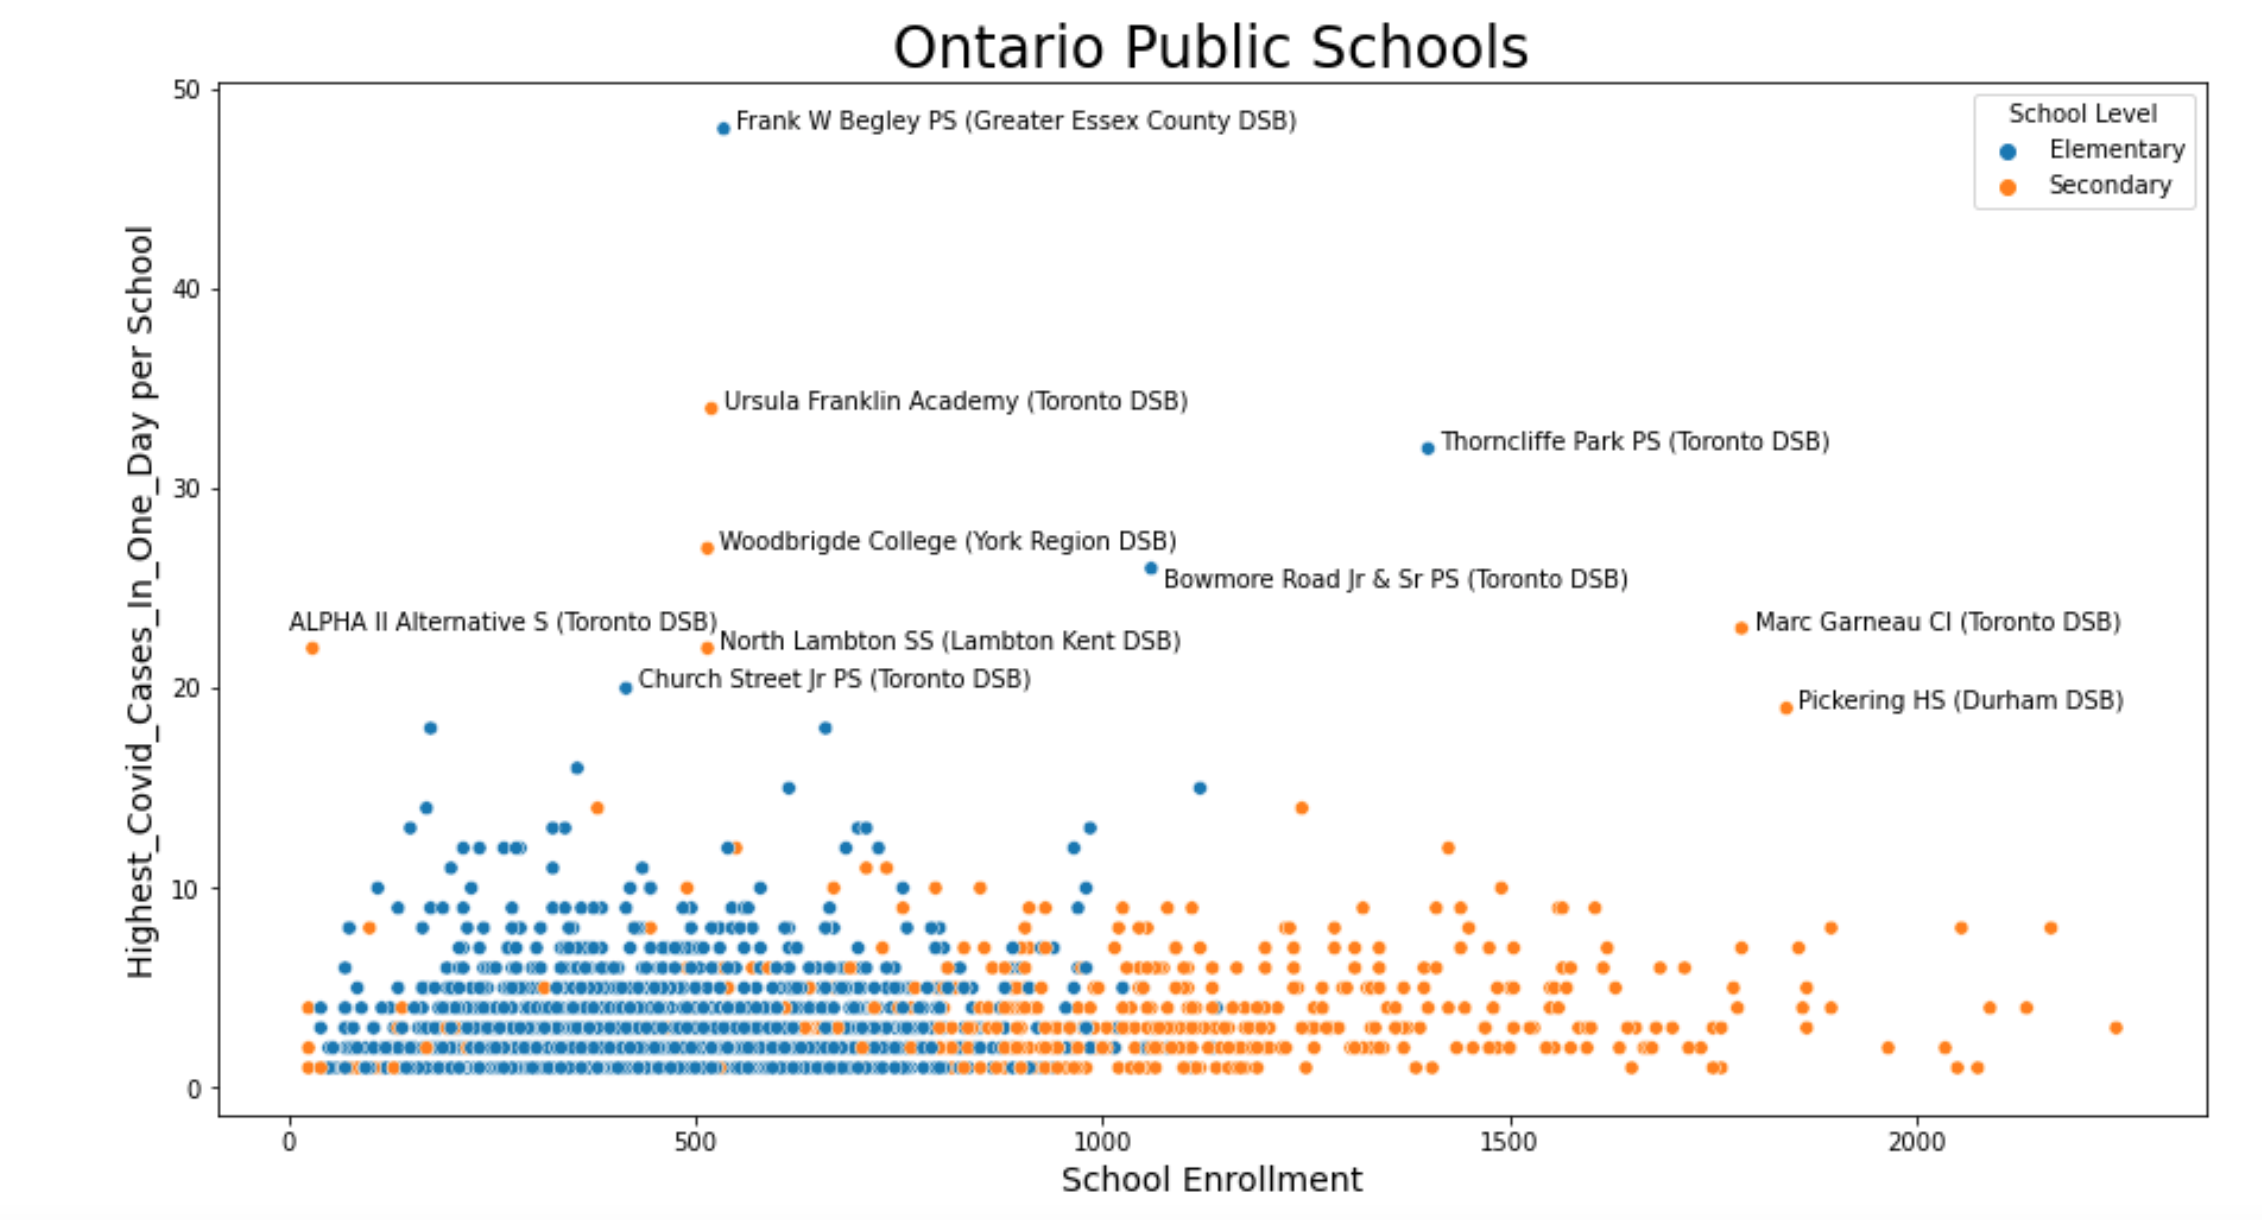 Ontario Public Schools
50
Frank W Begley PS (Greater Essex County DSB)
School Level
Elementary
Secondary
40
Ursula Franklin Academy (Toronto DSB)
Thorncliffe Park PS (Toronto DSB)
30
Woodbrigde College (York Region DSB)
Bowmore Road Jr & Sr PS (Toronto DSB)
ALPHA II Alternative S (Toronto DSB)
North Lambton SS (Lambton Kent DSB)
Marc Garneau CI (Toronto DSB)
20
Church Street Jr PS (Toronto DSB)
Pickering HS (Durham DSB)
10
0
Highest_Covid_Cases_In_One_Day per School
0 500 1000 1500 2000
School Enrollment